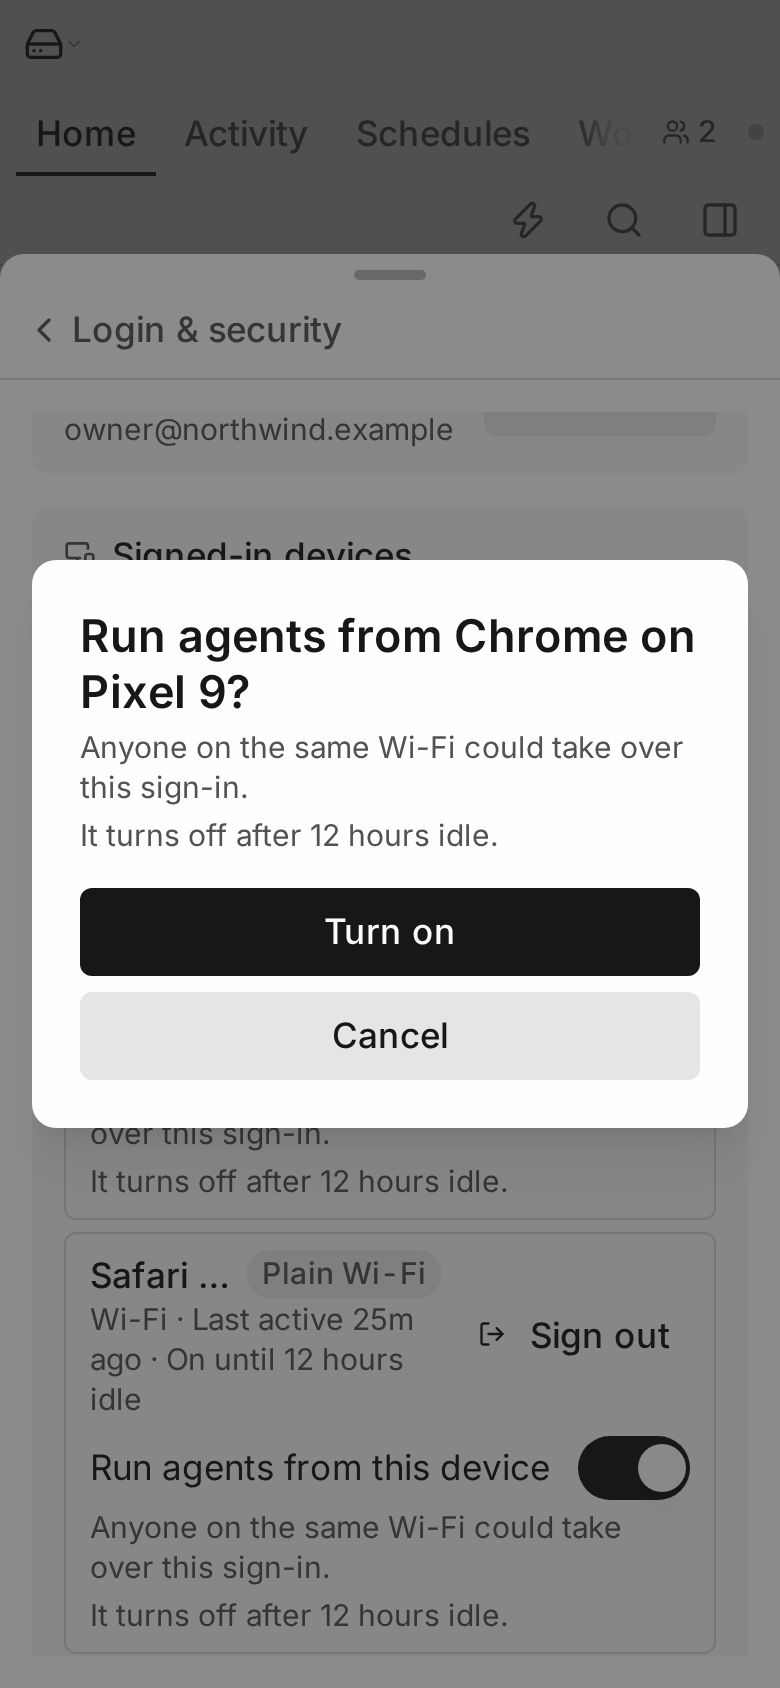 Home Activity Schedules Wo 2
Login & security
owner@northwind.example
Signed-in devices
Run agents from Chrome on
Pixel 9?
Anyone on the same Wi-Fi could take over
this sign-in.
It turns off after 12 hours idle.
Turn on
Cancel
over this sign-in.
It turns off after 12 hours idle.
Safari ... Plain Wi-Fi
Wi-Fi · Last active 25m
ago · On until 12 hours
idle
Sign out
Run agents from this device
Anyone on the same Wi-Fi could take
over this sign-in.
It turns off after 12 hours idle.